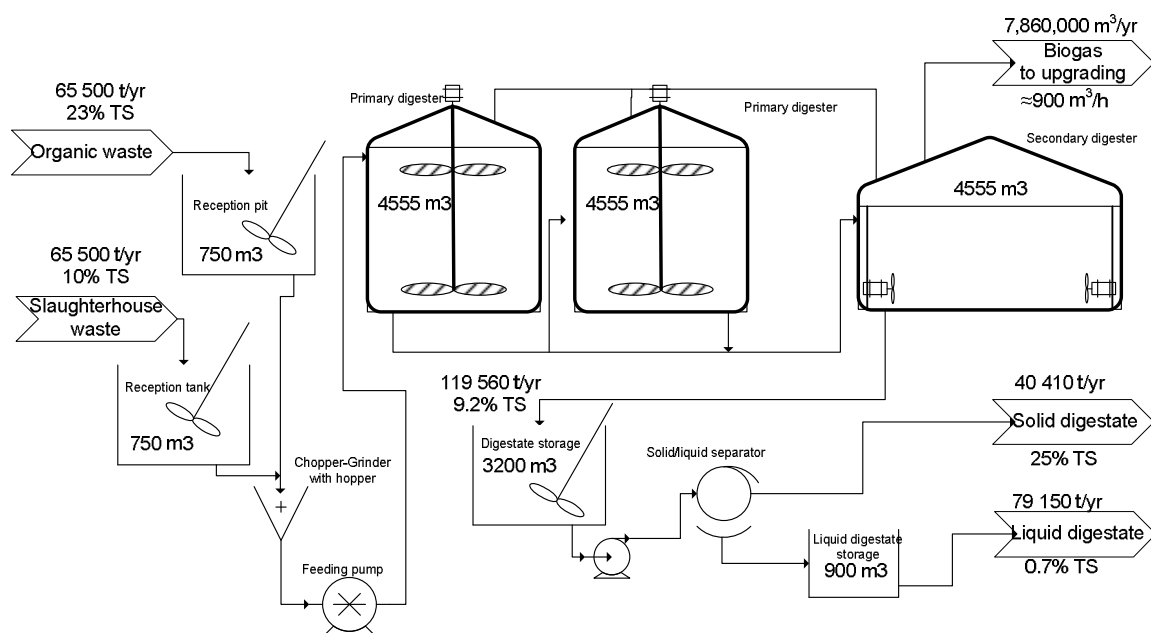 7,860,000 m³/yr
Biogas
to upgrading
≈900 m³/h
65 500 t/yr
23% TS
Organic waste
Primary digester
Primary digester
Secondary digester
4555 m3
4555 m3
4555 m3
Reception pit
750 m3
65 500 t/yr
10% TS
Slaughterhouse
waste
Reception tank
750 m3
Chopper-Grinder
with hopper
+
Feeding pump
119 560 t/yr
9.2% TS
Digestate storage
3200 m3
Solid/liquid separator
40 410 t/yr
Solid digestate
25% TS
79 150 t/yr
Liquid digestate
0.7% TS
Liquid digestate
storage
900 m3